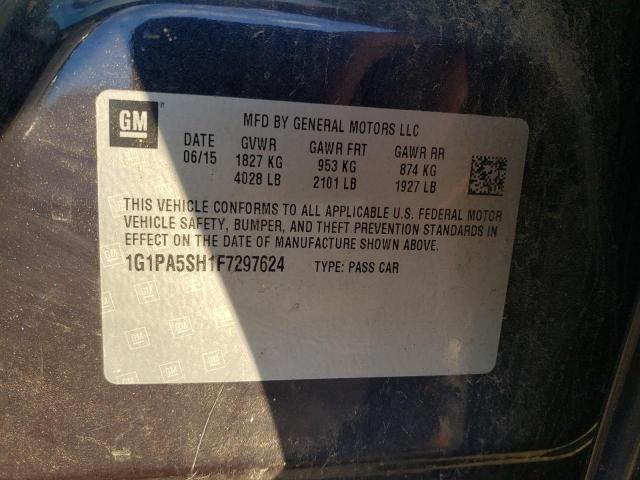 GM
MFD BY GENERAL MOTORS LLC
DATE GVWR GAWR FRT GAWR RR
06/15 1827 KG 953 KG 874 KG
4028 LB 2101 LB 1927 LB
THIS VEHICLE CONFORMS TO ALL APPLICABLE U.S. FEDERAL MOTOR
VEHICLE SAFETY, BUMPER, AND THEFT PREVENTION STANDARDS IN
EFFECT ON THE DATE OF MANUFACTURE SHOWN ABOVE.
1G1PA5SH1F7297624 TYPE: PASS CAR